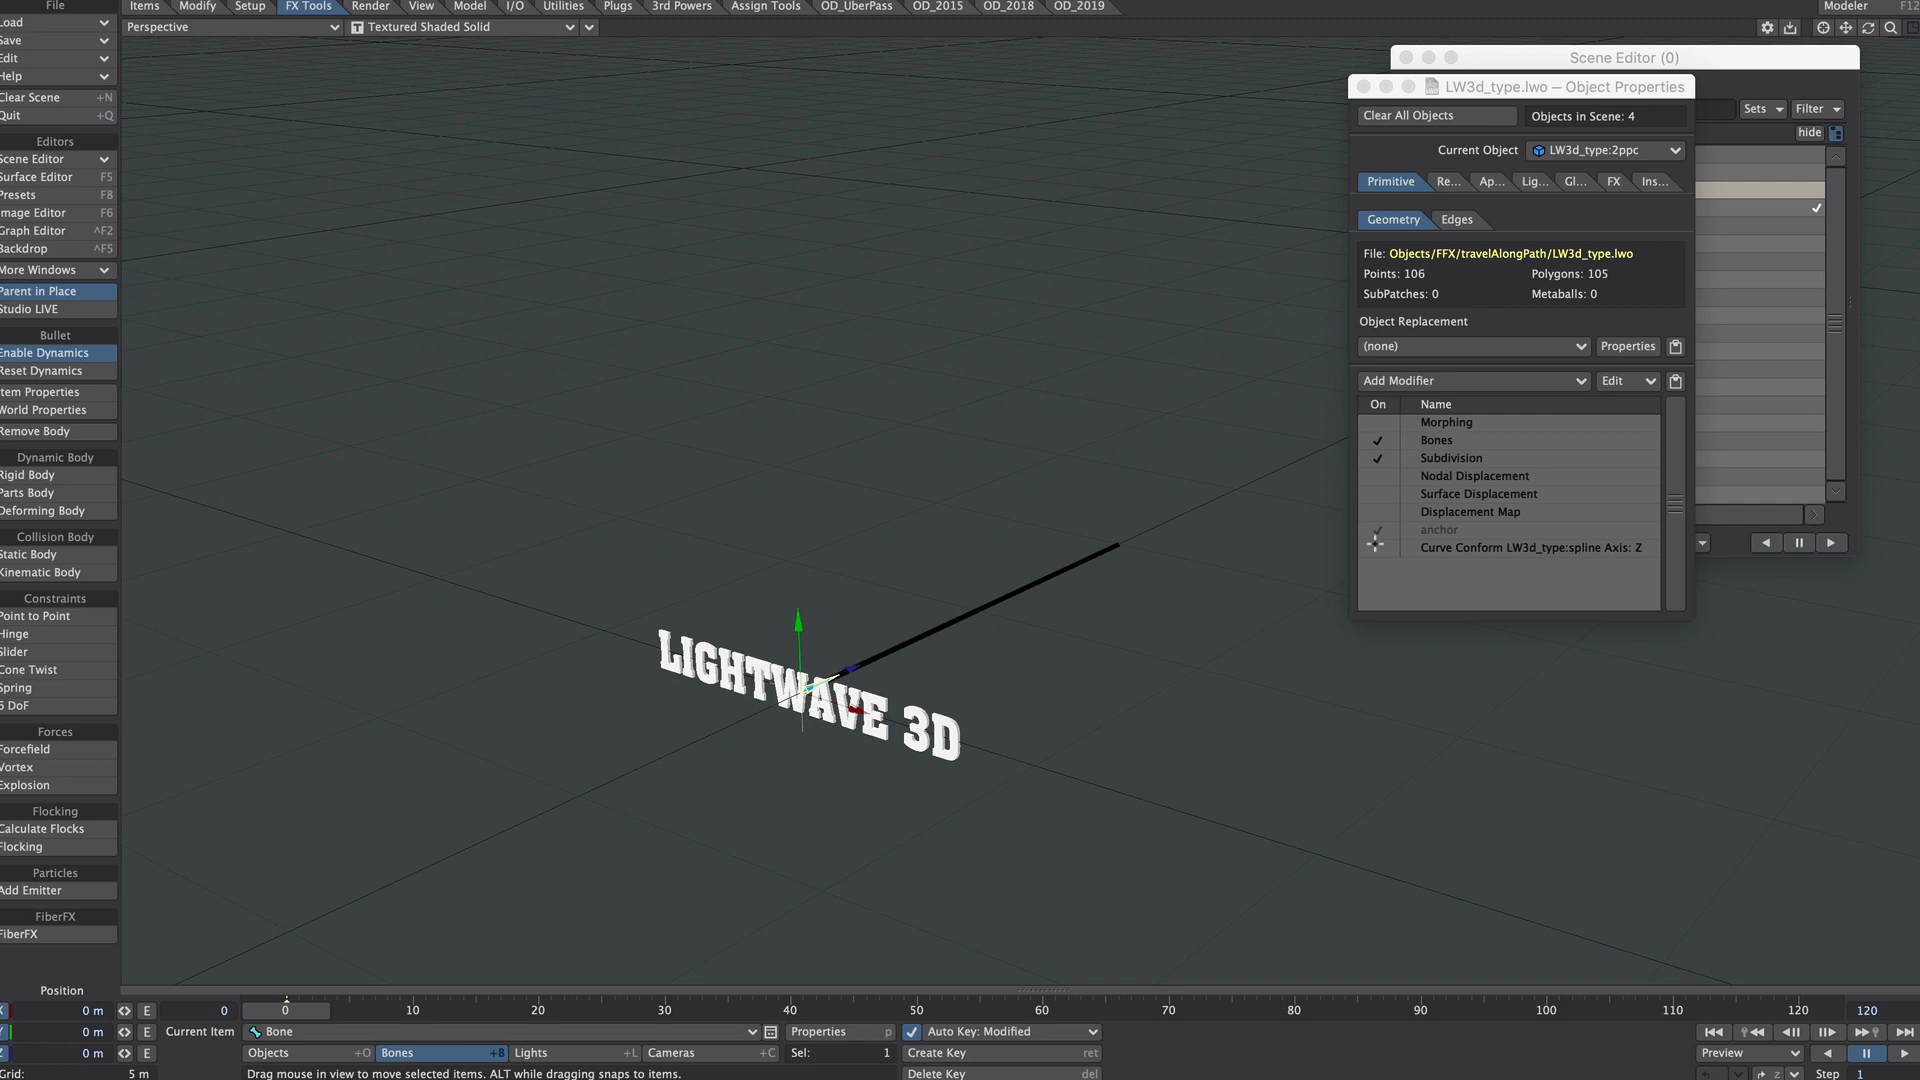 File
Items Modify Setup FX Tools Render View Model I/O Utilities Plugs 3rd Powers Assign Tools OD_UberPass OD_2015 OD_2018 OD_2019 Modeler F12
Load
Perspective Textured Shaded Solid
Save
Edit
Help
Clear Scene +N
Quit +Q
Editors
Scene Editor
Surface Editor F5
Presets F8
Image Editor F6
Graph Editor ^F2
Backdrop ^F5
More Windows
Parent in Place
Studio LIVE
Bullet
Enable Dynamics
Reset Dynamics
Item Properties
World Properties
Remove Body
Dynamic Body
Rigid Body
Parts Body
Deforming Body
Collision Body
Static Body
Kinematic Body
Constraints
Point to Point
Hinge
Slider
Cone Twist
Spring
6 DoF
Forces
Forcefield
Vortex
Explosion
Flocking
Calculate Flocks
Flocking
Particles
Add Emitter
FiberFX
FiberFX
Scene Editor (0)
Sets Filter
hide
LW3d_type.lwo — Object Properties
Clear All Objects Objects in Scene: 4
Current Object LW3d_type:2ppc
Primitive Re... Ap... Lig... Gl... FX Ins...
Geometry Edges
File: Objects/FFX/travelAlongPath/LW3d_type.lwo
Points: 106 Polygons: 105
SubPatches: 0 Metaballs: 0
Object Replacement
(none) Properties
Add Modifier Edit
On Name
Morphing
Bones
Subdivision
Nodal Displacement
Surface Displacement
Displacement Map
anchor
Curve Conform LW3d_type:spline Axis: Z
LIGHTWAVE 3D
Position
X 0 m E 0 0 10 20 30 40 50 60 70 80 90 100 110 120 120
Y 0 m E Current Item Bone Properties p Auto Key: Modified
Z 0 m E Objects +O Bones +B Lights +L Cameras +C Sel: 1 Create Key ret Preview
Grid: 5 m Drag mouse in view to move selected items. ALT while dragging snaps to items. Delete Key del z Step 1